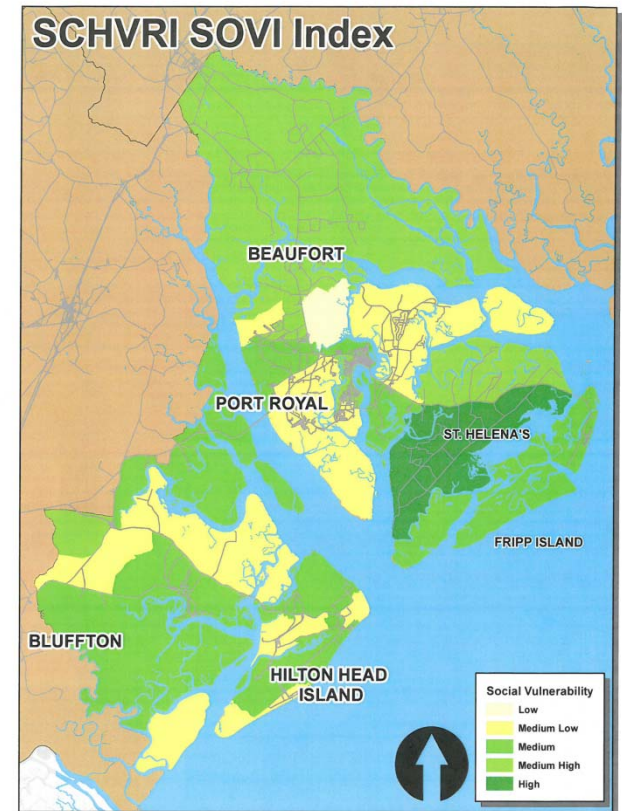 SCHVRI SOVI Index
BEAUFORT
PORT ROYAL
ST. HELENA'S
FRIPP ISLAND
BLUFFTON
HILTON HEAD
ISLAND
Social Vulnerability
Low
Medium Low
Medium
Medium High
High